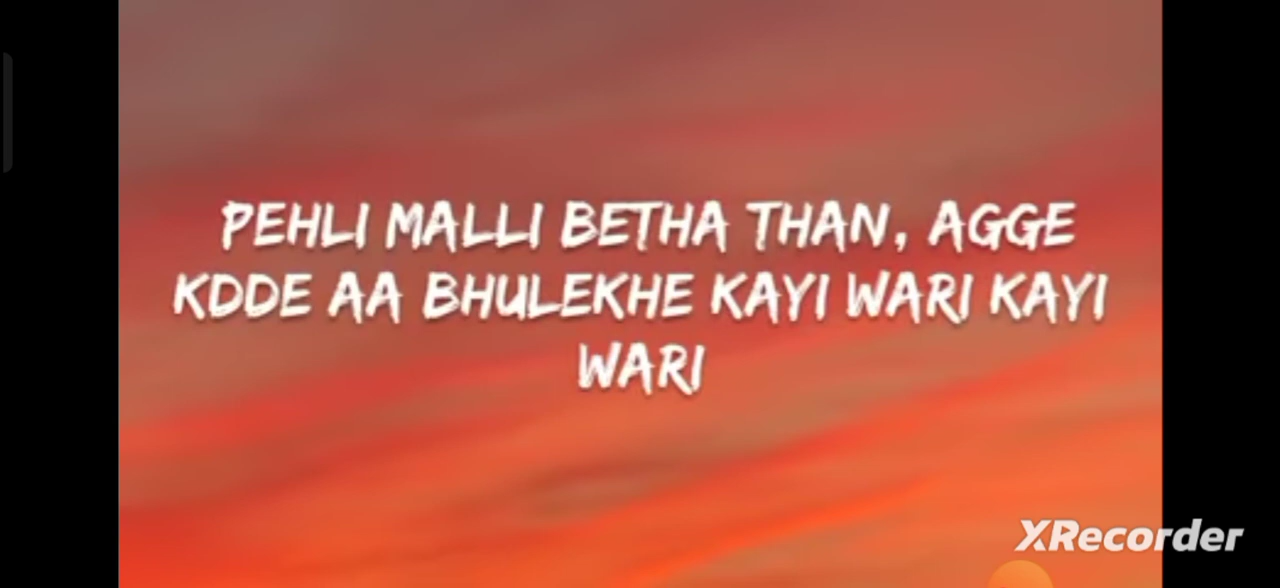 PEHLI MALLI BETHA THAN, AGGE
KDDE AA BHULEKHE KAYI WARI KAYI
WARI
XRecorder